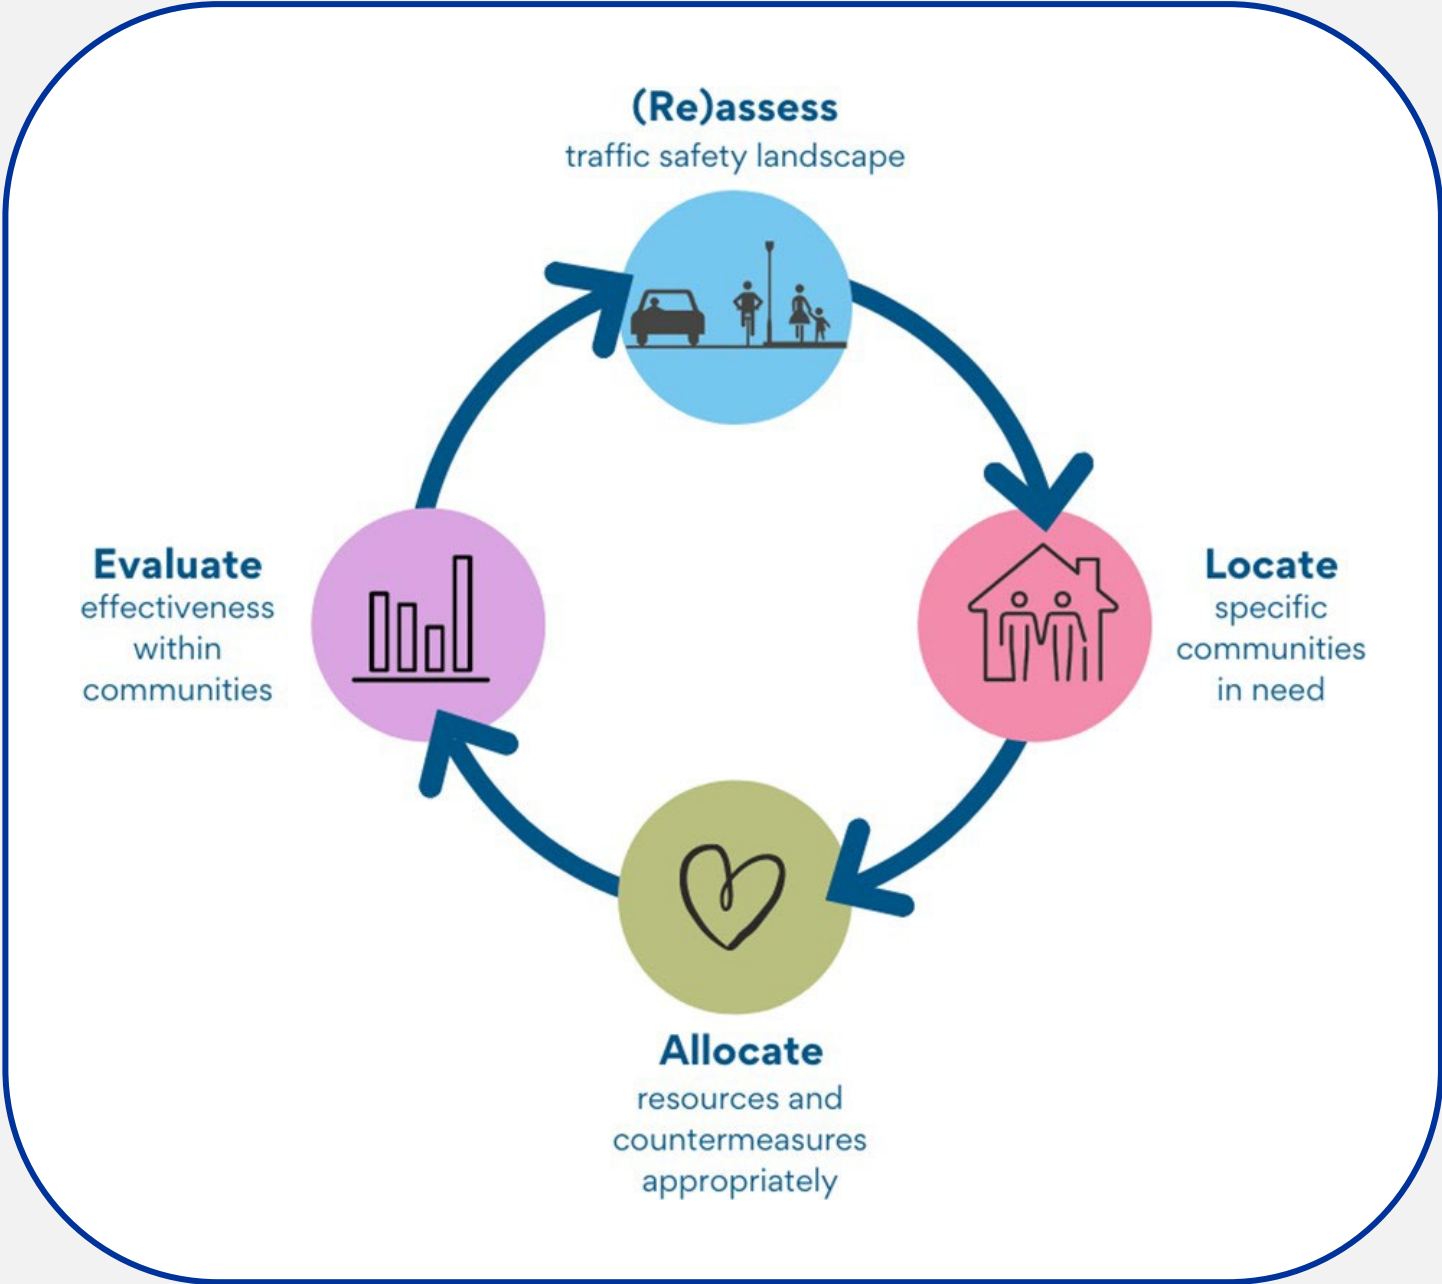 (Re)assess
traffic safety landscape
Locate
specific
communities
in need
Allocate
resources and
countermeasures
appropriately
Evaluate
effectiveness
within
communities